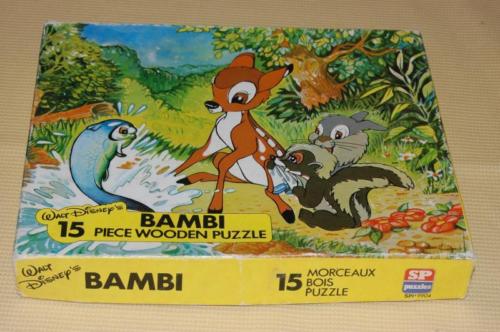 WALT DISNEY'S
BAMBI
15 PIECE WOODEN PUZZLE
WALT DISNEY'S
BAMBI
15 MORCEAUX
BOIS
PUZZLE
SP
puzzles